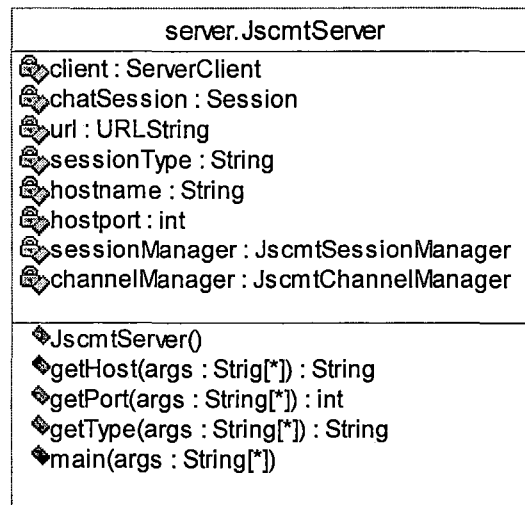 server.JscmtServer
client : ServerClient
chatSession : Session
url : URLString
sessionType : String
hostname : String
hostport : int
sessionManager : JscmtSessionManager
channelManager : JscmtChannelManager
JscmtServer()
getHost(args : Strig[*]) : String
getPort(args : String[*]) : int
getType(args : String[*]) : String
main(args : String[*])